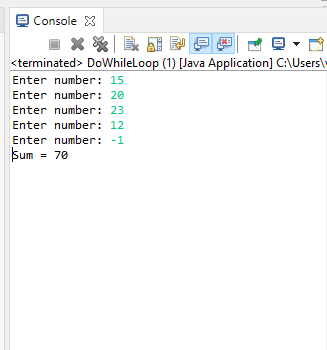 Console
<terminated> DoWhileLoop (1) [Java Application] C:\Users\
Enter number: 15
Enter number: 20
Enter number: 23
Enter number: 12
Enter number: -1
Sum = 70